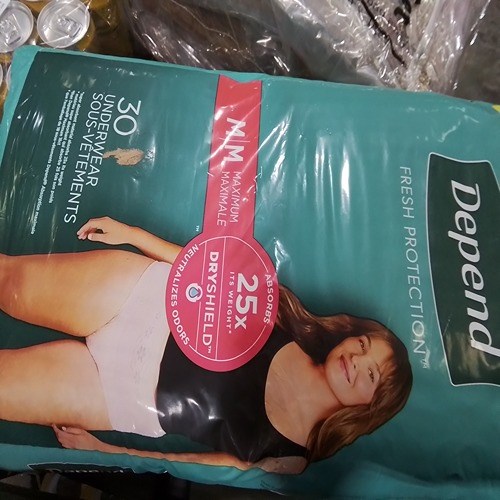 Depend
FRESH PROTECTION™
M|M MAXIMUM
MAXIMALE
ABSORBS
25x
ITS WEIGHT*
DRYSHIELD™
NEUTRALIZES ODORS
30
UNDERWEAR
SOUS-VÊTEMENTS